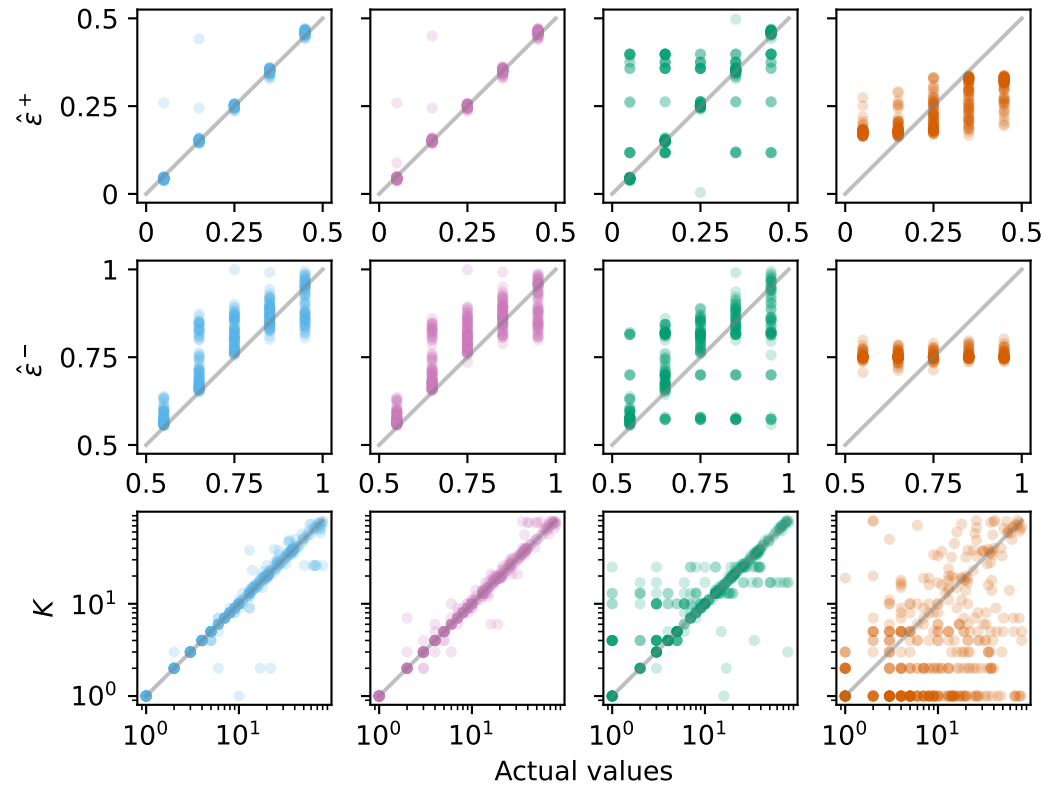 0.5
0.25
0
ε̂⁺
0 0.25 0.5 0 0.25 0.5 0 0.25 0.5 0 0.25 0.5
1
0.75
0.5
ε̂⁻
0.5 0.75 1 0.5 0.75 1 0.5 0.75 1 0.5 0.75 1
10¹
10⁰
K
10⁰ 10¹ 10⁰ 10¹ 10⁰ 10¹ 10⁰ 10¹
Actual values